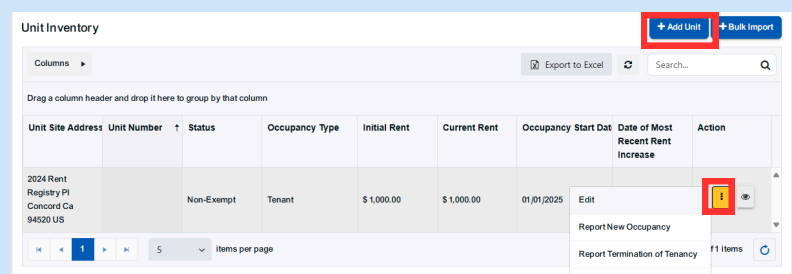 Unit Inventory
+ Add Unit
+ Bulk Import
Columns
Export to Excel
Search...
Drag a column header and drop it here to group by that column
Unit Site Address Unit Number ↑ Status Occupancy Type Initial Rent Current Rent Occupancy Start Dat Date of Most Action
Recent Rent
increase
2024 Rent
Registry Pl
Concord Ca
94520 US
Non-Exempt Tenant $ 1,000.00 $ 1,000.00 01/01/2025
Edit
Report New Occupancy
Report Termination of Tenancy
1 5 items per page
f 1 items